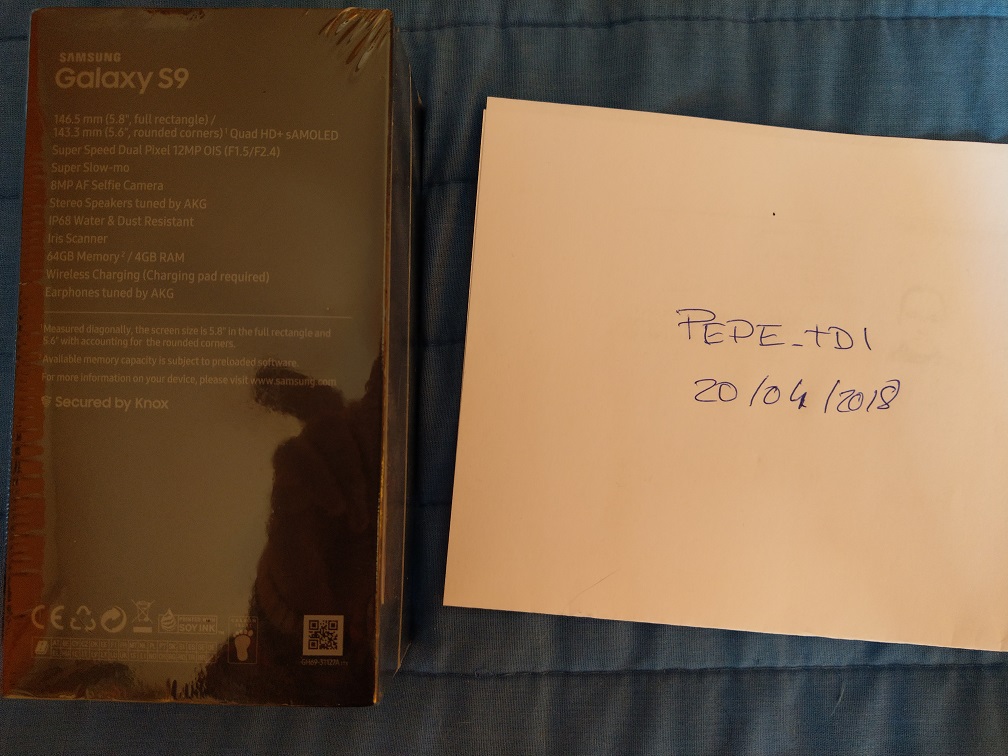 SAMSUNG
Galaxy S9
146.5 mm (5.8", full rectangle) /
143.3 mm (5.6", rounded corners)¹ Quad HD+ sAMOLED
Super Speed Dual Pixel 12MP OIS (F1.5/F2.4)
Super Slow-mo
8MP AF Selfie Camera
Stereo Speakers tuned by AKG
IP68 Water & Dust Resistant
Iris Scanner
64GB Memory² / 4GB RAM
Wireless Charging (Charging pad required)
Earphones tuned by AKG
Measured diagonally, the screen size is 5.8" in the full rectangle and
5.6" with accounting for the rounded corners.
Available memory capacity is subject to preloaded software.
For more information on your device, please visit www.samsung.com
Secured by Knox
CE
SOY INK
PEPE_TDI
20/04/2018